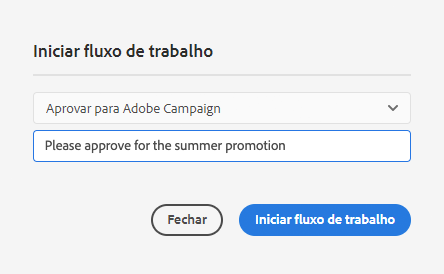 Iniciar fluxo de trabalho
Aprovar para Adobe Campaign
Please approve for the summer promotion
Fechar
Iniciar fluxo de trabalho